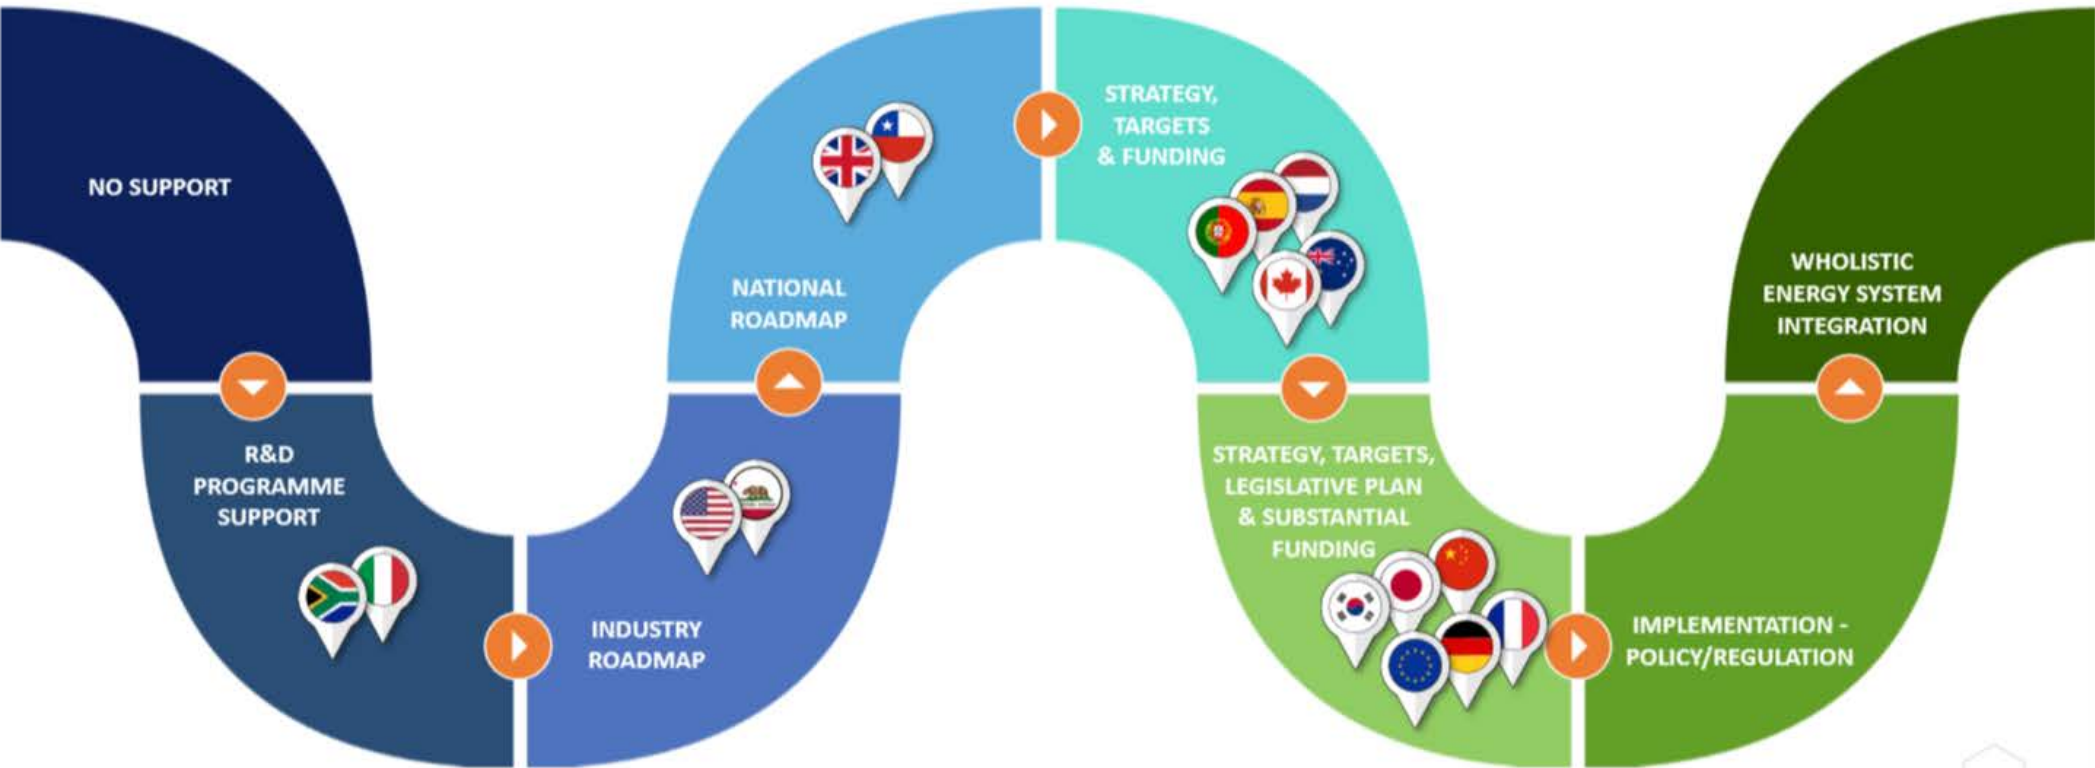 NO SUPPORT
R&D
PROGRAMME
SUPPORT
INDUSTRY
ROADMAP
NATIONAL
ROADMAP
STRATEGY,
TARGETS
& FUNDING
STRATEGY, TARGETS,
LEGISLATIVE PLAN
& SUBSTANTIAL
FUNDING
IMPLEMENTATION -
POLICY/REGULATION
WHOLISTIC
ENERGY SYSTEM
INTEGRATION